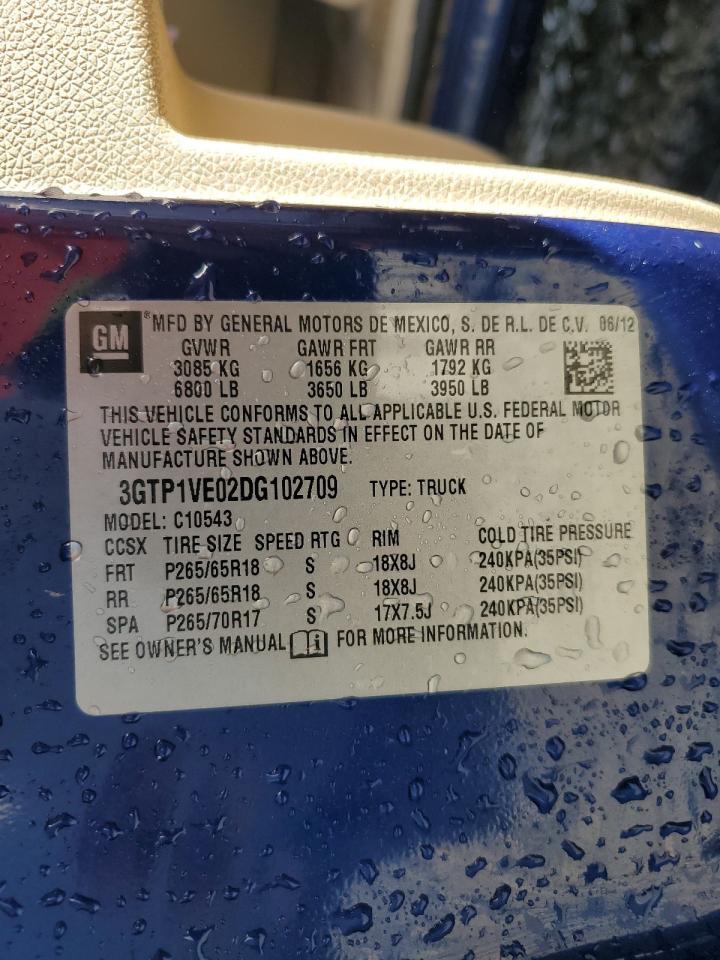 GM ® MFD BY GENERAL MOTORS DE MEXICO, S. DE R.L. DE C.V. 06/12
GVWR GAWR FRT GAWR RR
3085 KG 1656 KG 1792 KG
6800 LB 3650 LB 3950 LB
THIS VEHICLE CONFORMS TO ALL APPLICABLE U.S. FEDERAL MOTOR
VEHICLE SAFETY STANDARDS IN EFFECT ON THE DATE OF
MANUFACTURE SHOWN ABOVE.
3GTP1VE02DG102709 TYPE: TRUCK
MODEL: C10543
CCSX TIRE SIZE SPEED RTG RIM COLD TIRE PRESSURE
FRT P265/65R18 S 18X8J 240KPA(35PSI)
RR P265/65R18 S 18X8J 240KPA(35PSI)
SPA P265/70R17 S 17X7.5J 240KPA(35PSI)
SEE OWNER'S MANUAL i FOR MORE INFORMATION.